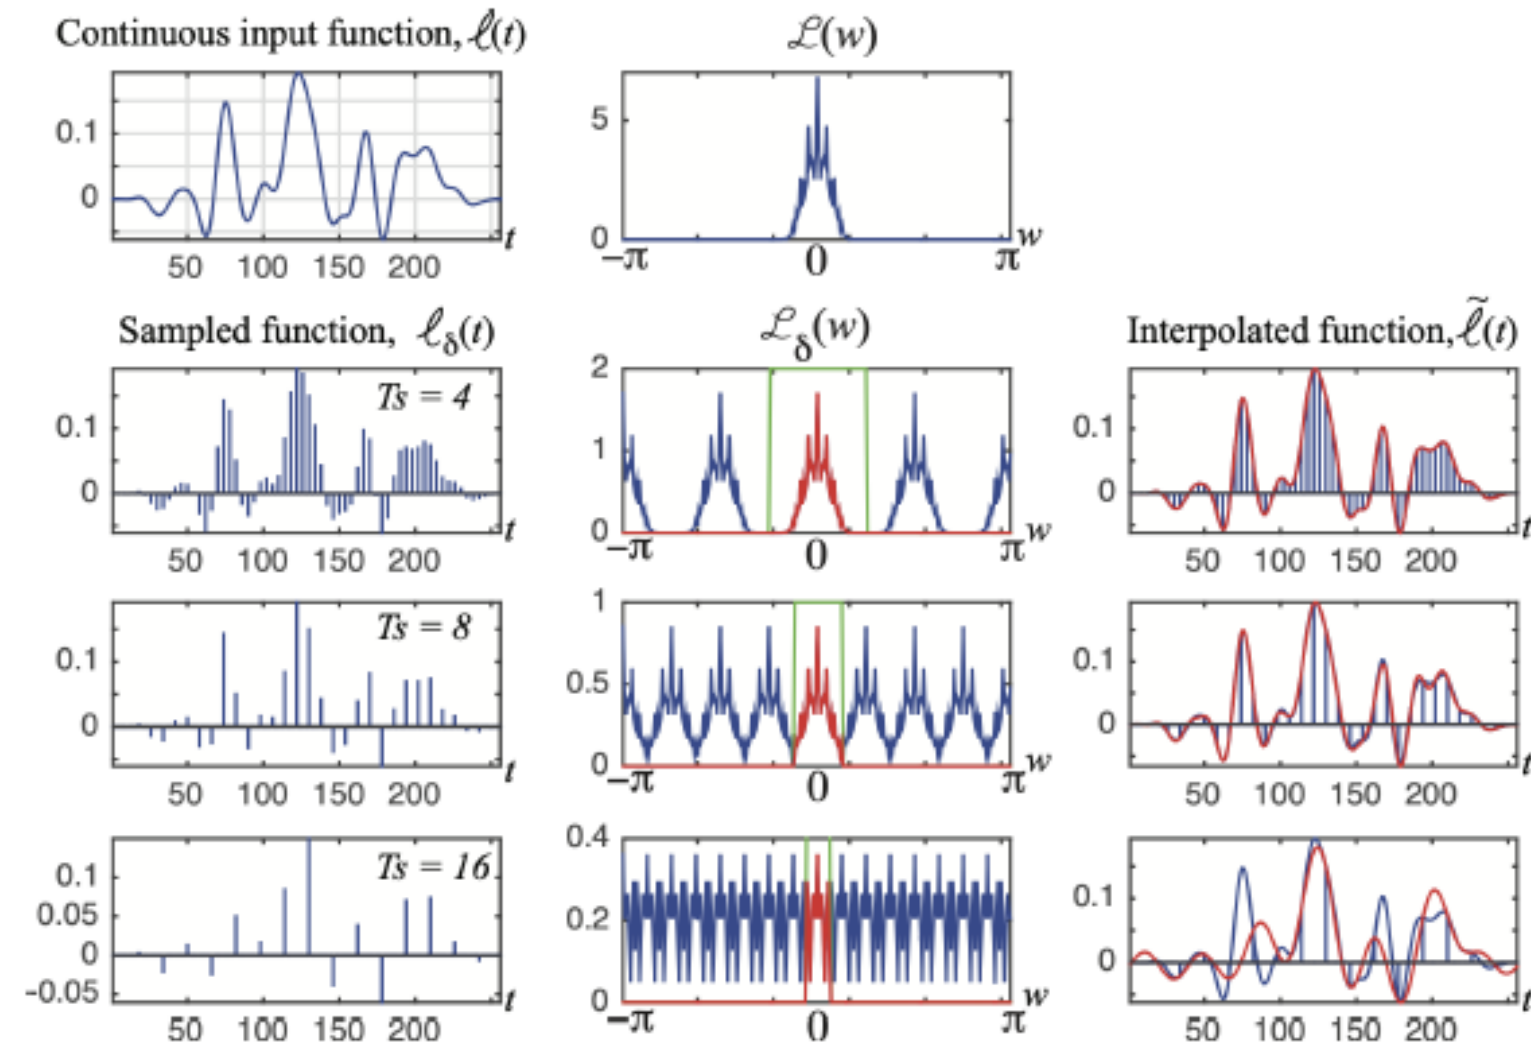 Continuous input function, ℓ(t)
ℒ(w)
0.1
0
50 100 150 200
t
5
0
−π 0 π
w
Sampled function, ℓδ(t)
ℒδ(w)
Interpolated function, ℓ̃(t)
Ts = 4
0.1
0
50 100 150 200
t
2
1
0
−π 0 π
w
0.1
0
50 100 150 200
t
Ts = 8
0.1
0
50 100 150 200
t
1
0.5
0
−π 0 π
w
0.1
0
50 100 150 200
t
Ts = 16
0.1
0.05
0
-0.05
50 100 150 200
t
0.4
0.2
0
−π 0 π
w
0.1
0
50 100 150 200
t